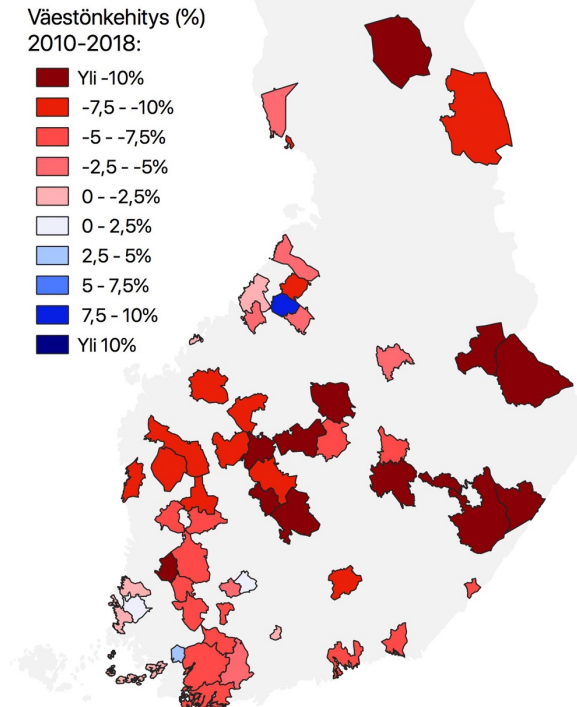 Väestönkehitys (%)
2010-2018:
Yli -10%
-7,5 - -10%
-5 - -7,5%
-2,5 - -5%
0 - -2,5%
0 - 2,5%
2,5 - 5%
5 - 7,5%
7,5 - 10%
Yli 10%